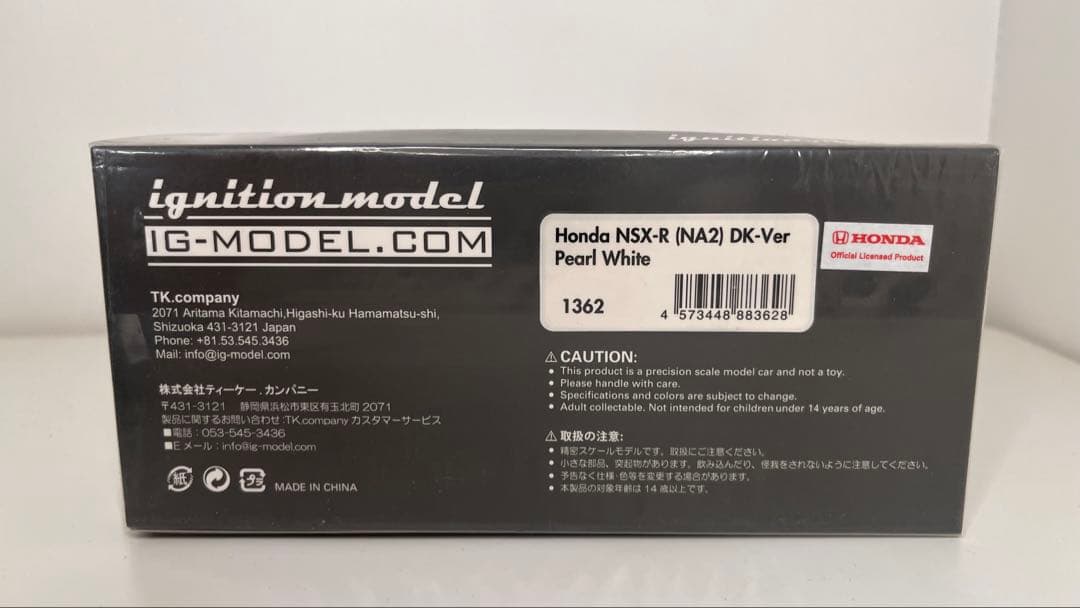 ignition model
ignition model
IG-MODEL.COM
TK.company
2071 Aritama Kitamachi,Higashi-ku Hamamatsu-shi,
Shizuoka 431-3121 Japan
Phone: +81.53.545.3436
Mail: info@ig-model.com
株式会社ティーケー.カンパニー
〒431-3121 静岡県浜松市東区有玉北町2071
製品に関するお問い合わせ:TK.company カスタマーサービス
■電話:053-545-3436
■Eメール:info@ig-model.com
紙
プラ
MADE IN CHINA
Honda NSX-R (NA2) DK-Ver
Pearl White
1362
4 573448 883628
HONDA
Official Licensed Product
⚠ CAUTION:
• This product is a precision scale model car and not a toy.
• Please handle with care.
• Specifications and colors are subject to change.
• Adult collectable. Not intended for children under 14 years of age.
⚠ 取扱の注意:
• 精密スケールモデルです。取扱にご注意ください。
• 小さな部品、突起物があります。飲み込んだり、怪我をされないように注意してください。
• 予告なく仕様・色等を変更する場合があります。
• 本製品の対象年齢は14歳以上です。